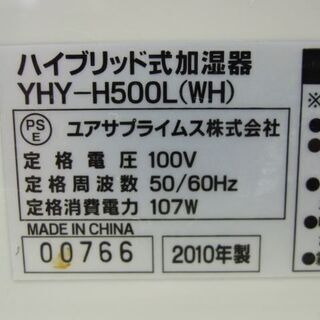 ハイブリッド式加湿器
YHY-H500L(WH)
PS
E
ユアサプライムス株式会社
定格電圧 100V
定格周波数 50/60Hz
定格消費電力 107W
MADE IN CHINA
00766
2010年製
※